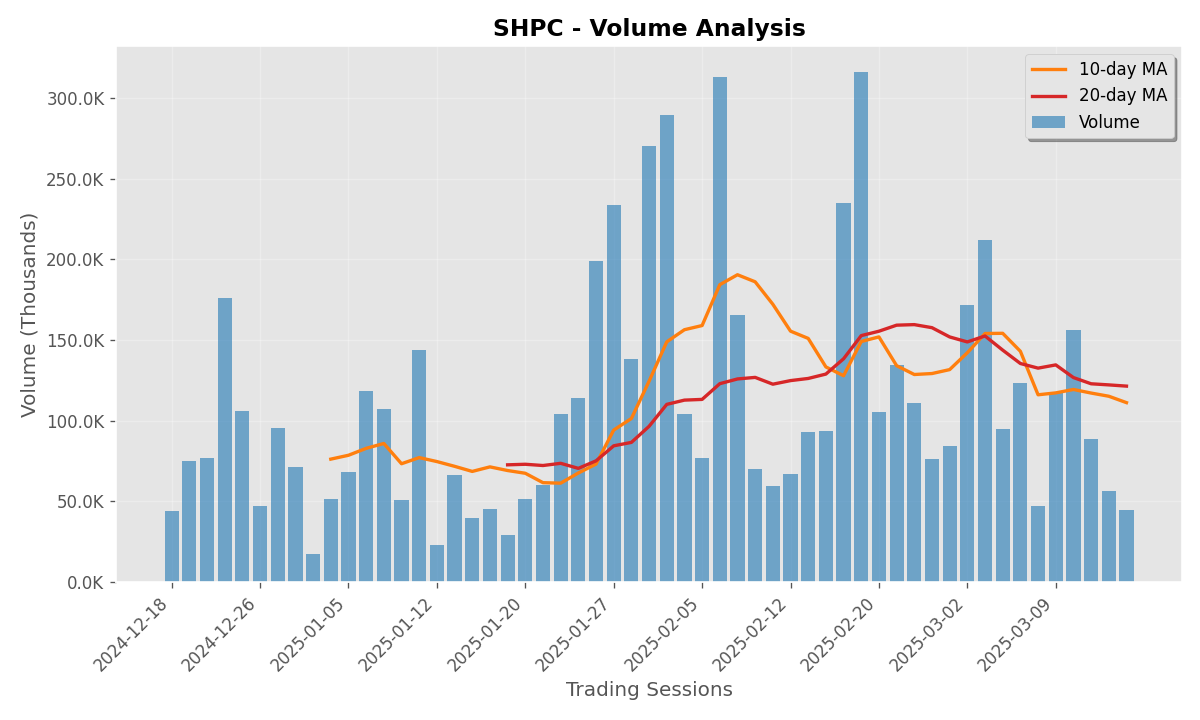 SHPC - Volume Analysis
10-day MA
20-day MA
Volume
Volume (Thousands)
300.0K
250.0K
200.0K
150.0K
100.0K
50.0K
0.0K
2024-12-18
2024-12-26
2025-01-05
2025-01-12
2025-01-20
2025-01-27
2025-02-05
2025-02-12
2025-02-20
2025-03-02
2025-03-09
Trading Sessions